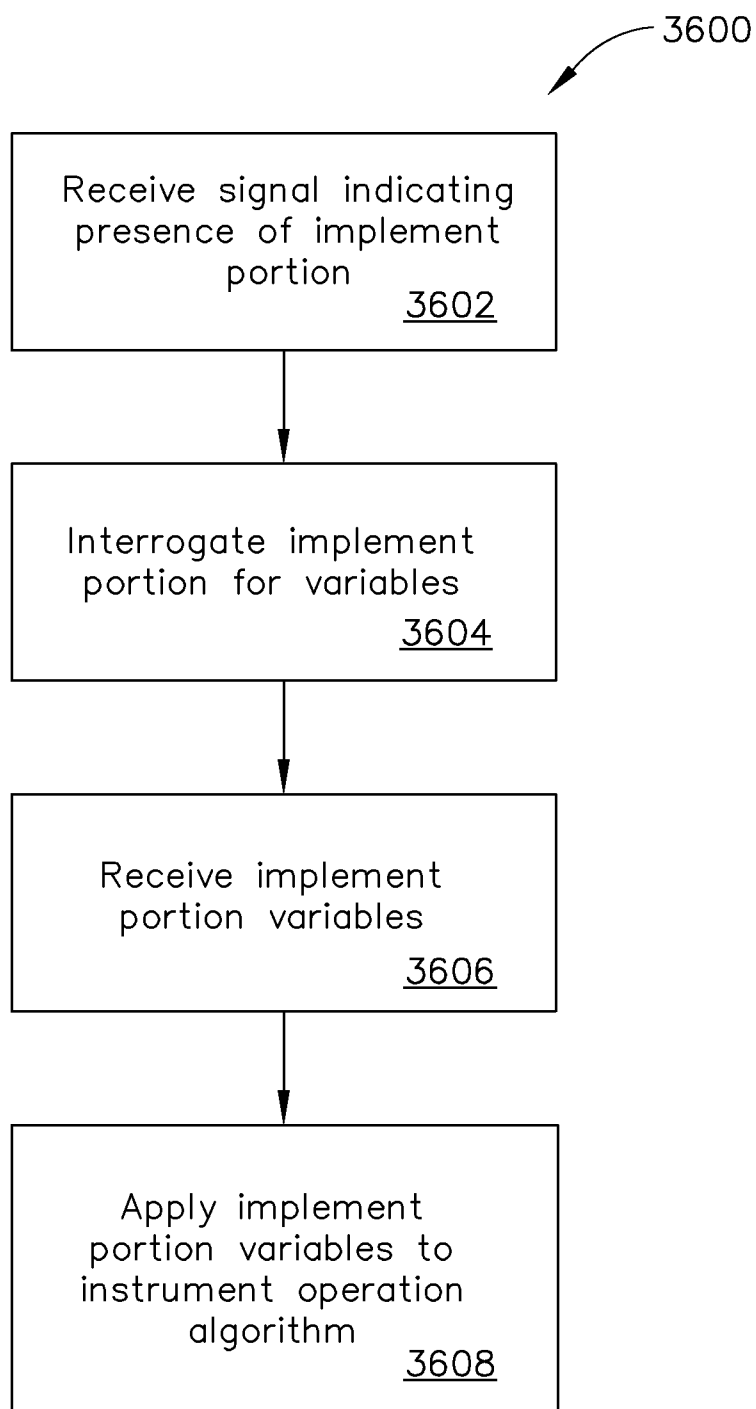 3600
Receive signal indicating
presence of implement
portion
3602
Interrogate implement
portion for variables
3604
Receive implement
portion variables
3606
Apply implement
portion variables to
instrument operation
algorithm
3608